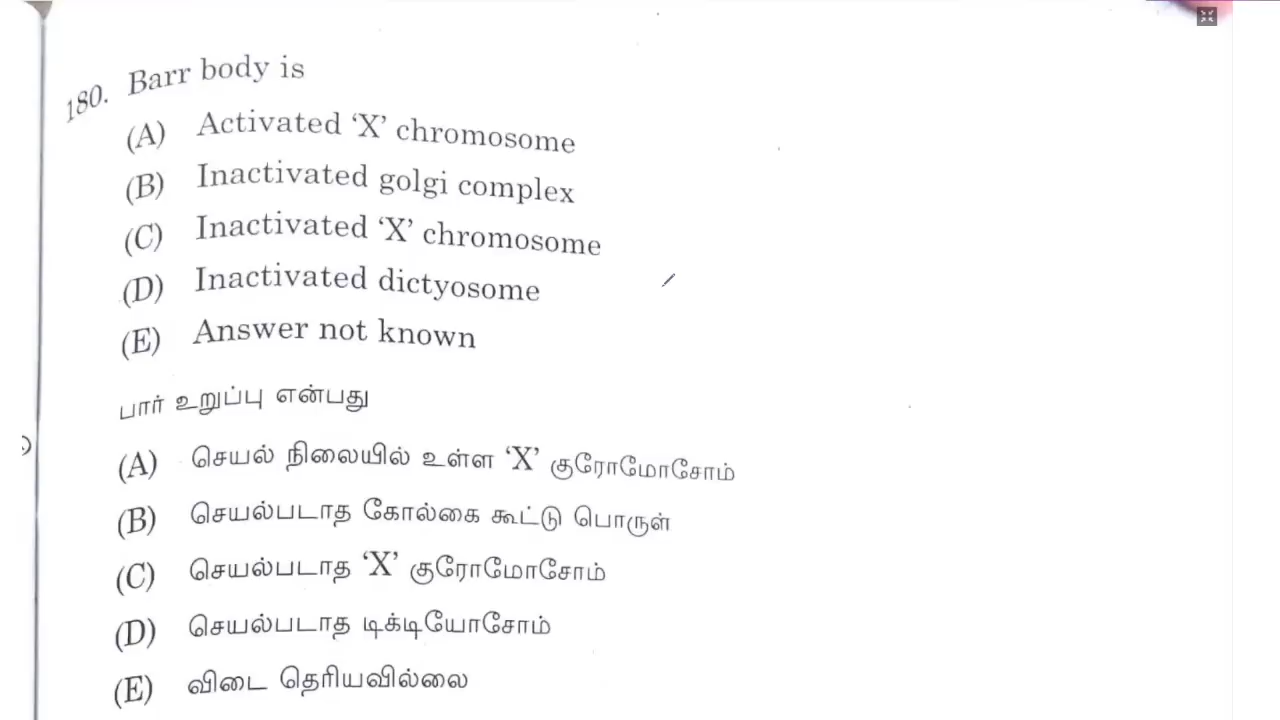 180. Barr body is
(A) Activated ‘X’ chromosome
(B) Inactivated golgi complex
(C) Inactivated ‘X’ chromosome
(D) Inactivated dictyosome
(E) Answer not known
பார் உறுப்பு என்பது
(A) செயல் நிலையில் உள்ள ‘X’ குரோமோசோம்
(B) செயல்படாத கோல்கை கூட்டு பொருள்
(C) செயல்படாத ‘X’ குரோமோசோம்
(D) செயல்படாத டிக்டியோசோம்
(E) விடை தெரியவில்லை